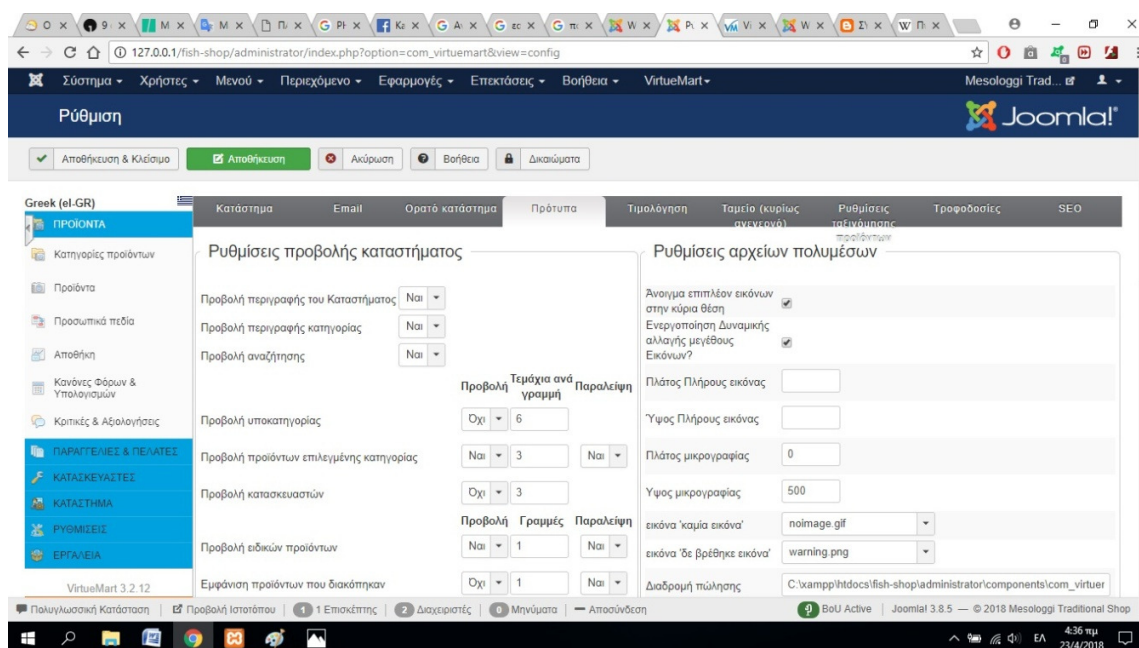 127.0.0.1/fish-shop/administrator/index.php?option=com_virtuemart&view=config
Σύστημα Χρήστες Μενού Περιεχόμενο Εφαρμογές Επεκτάσεις Βοήθεια VirtueMart Mesologgi Trad...
Ρύθμιση Joomla!
Αποθήκευση & Κλείσιμο Αποθήκευση Ακύρωση Βοήθεια Δικαιώματα
Greek (el-GR)
Κατάστημα Email Ορατό κατάστημα Πρότυπα Τιμολόγηση Ταμείο (κυρίως Ρυθμίσεις ταξινόμησης προϊόντων Τροφοδοσίες SEO
ΠΡΟΪΟΝΤΑ
Κατηγορίες προϊόντων
Προϊόντα
Προσωπικά πεδία
Αποθήκη
Κανόνες Φόρων & Υπολογισμών
Κριτικές & Αξιολογήσεις
ΠΑΡΑΓΓΕΛΙΕΣ & ΠΕΛΑΤΕΣ
ΚΑΤΑΣΚΕΥΑΣΤΕΣ
ΚΑΤΑΣΤΗΜΑ
ΡΥΘΜΙΣΕΙΣ
ΕΡΓΑΛΕΙΑ
VirtueMart 3.2.12
Ρυθμίσεις προβολής καταστήματος
Προβολή περιγραφής του Καταστήματος Ναι
Προβολή περιγραφής κατηγορίας Ναι
Προβολή αναζήτησης Ναι
Προβολή Τεμάχια ανά γραμμή Παραλείψη
Προβολή υποκατηγορίας Όχι 6
Προβολή προϊόντων επιλεγμένης κατηγορίας Ναι 3 Ναι
Προβολή κατασκευαστών Όχι 3
Προβολή Γραμμές Παραλείψη
Προβολή ειδικών προϊόντων Ναι 1 Ναι
Εμφάνιση προϊόντων που διακόπηκαν Όχι 1 Ναι
Ρυθμίσεις αρχείων πολυμέσων
Άνοιγμα επιπλέον εικόνων
στην κύρια θέση
Ενεργοποίηση Δυναμικής
αλλαγής μεγέθους
Εικόνων?
Πλάτος Πλήρους εικόνας
Ύψος Πλήρους εικόνας
Πλάτος μικρογραφίας 0
Υψος μικρογραφίας 500
εικόνα 'καμία εικόνα' noimage.gif
εικόνα 'δε βρέθηκε εικόνα' warning.png
Διαδρομή πώλησης C:\xampp\htdocs\fish-shop\administrator\components\com_virtuer
Πολυγλωσσική Κατάσταση Προβολή Ιστοτόπου 1 1 Επισκέπτης 2 Διαχειριστές 0 Μηνύματα Αποσύνδεση BoU Active Joomla! 3.8.5 — © 2018 Mesologgi Traditional Shop
ΕΛ 4:36 πμ
23/4/2018